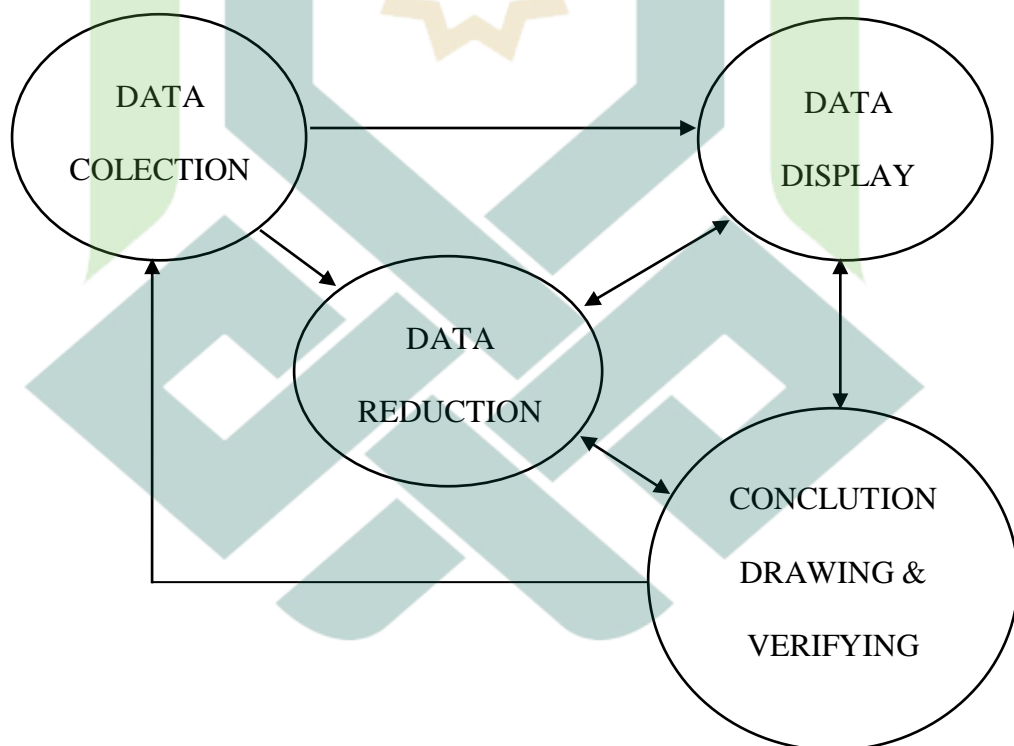 DATA
COLECTION
DATA
DISPLAY
DATA
REDUCTION
CONCLUTION
DRAWING &
VERIFYING